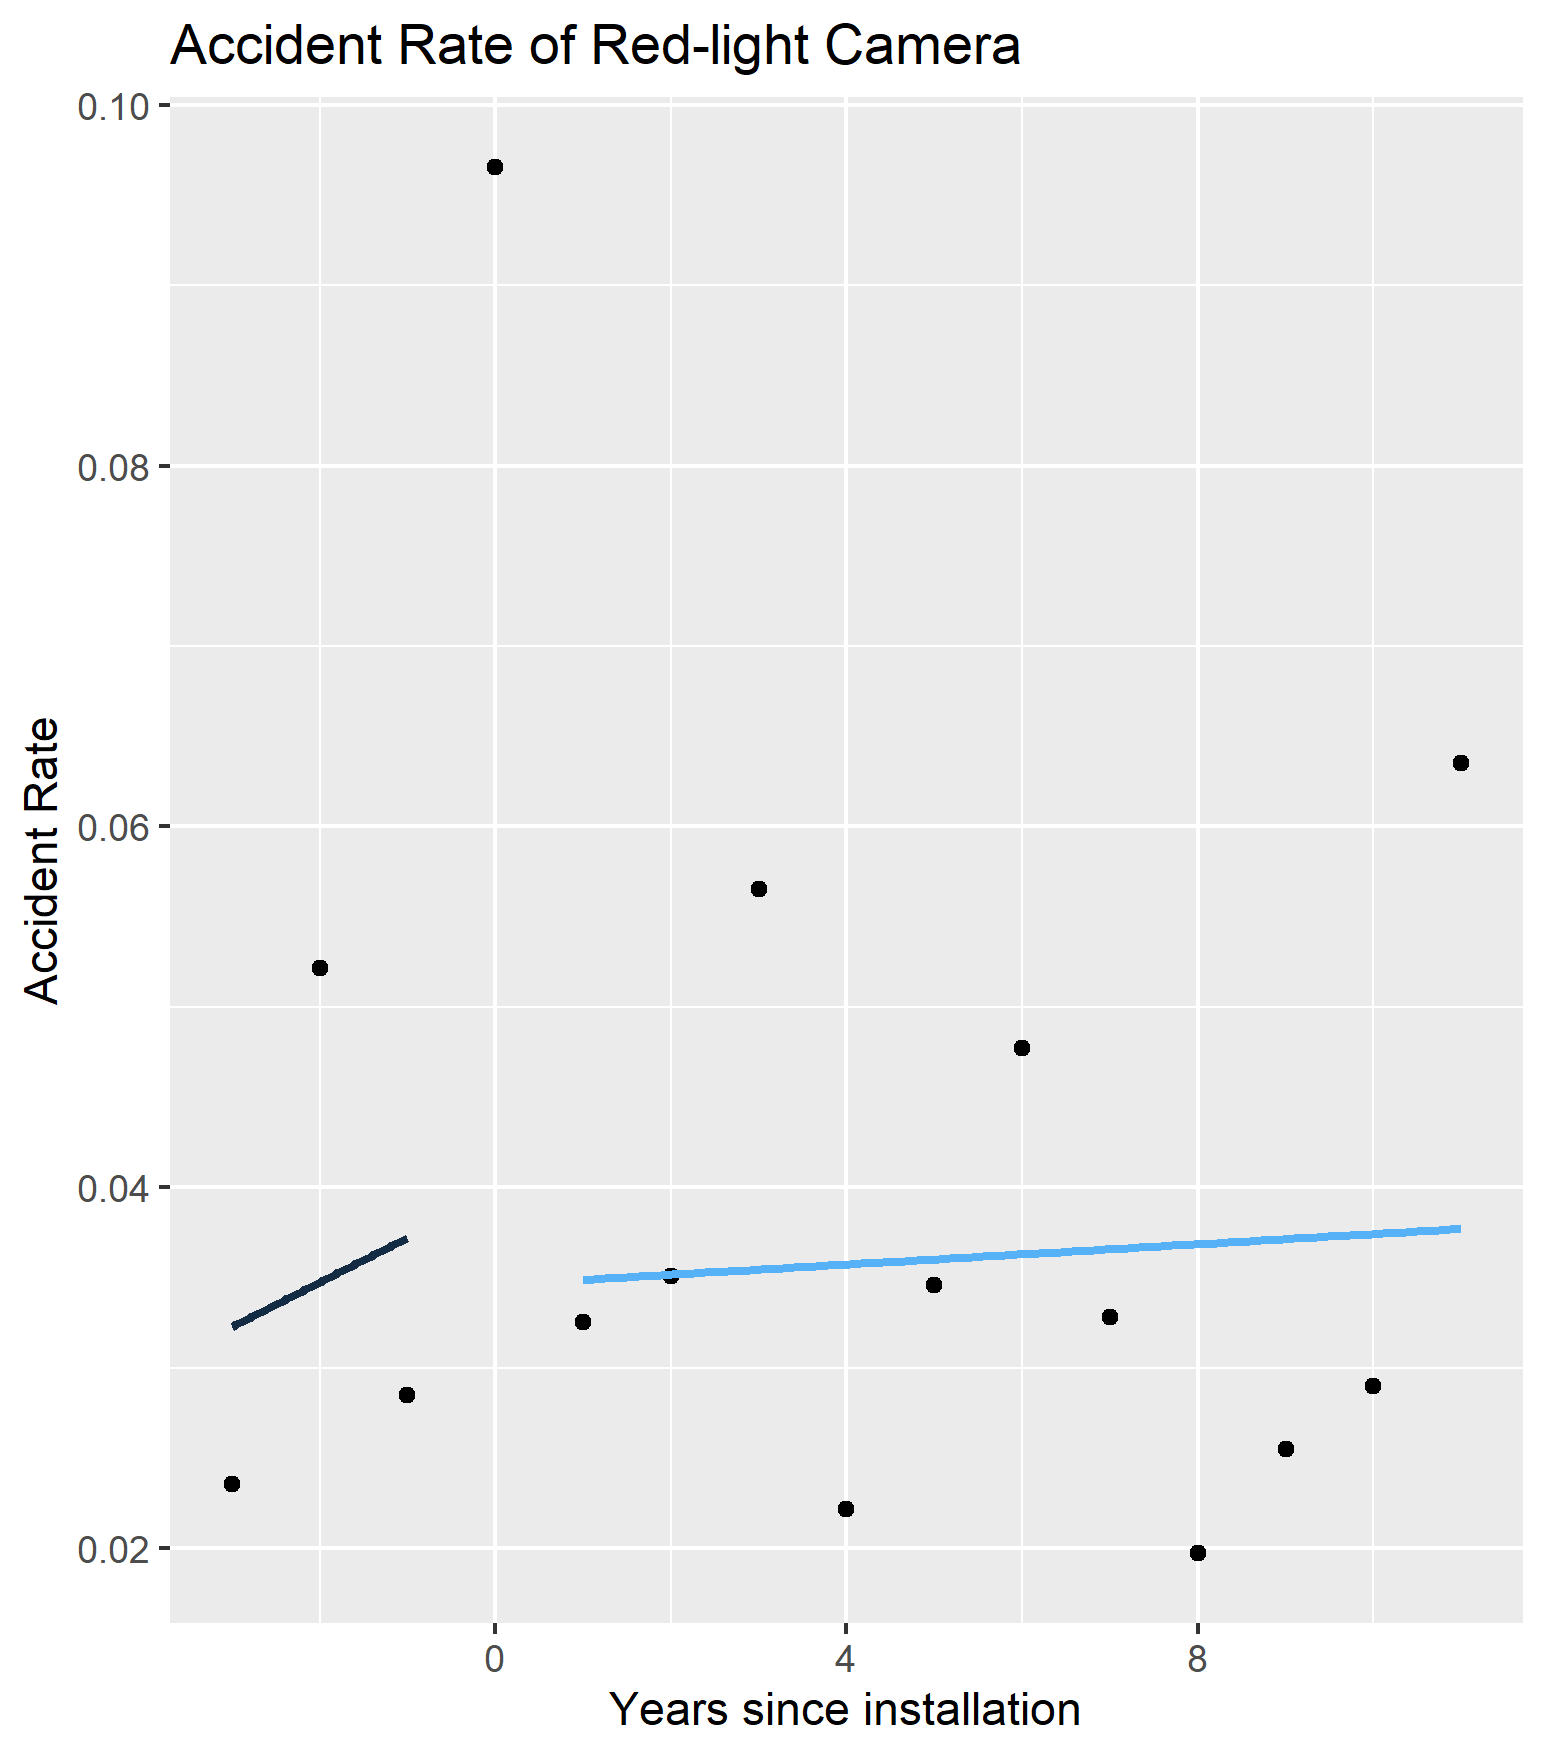 Accident Rate of Red-light Camera
0.10
0.08
0.06
0.04
0.02
Accident Rate
0 4 8
Years since installation